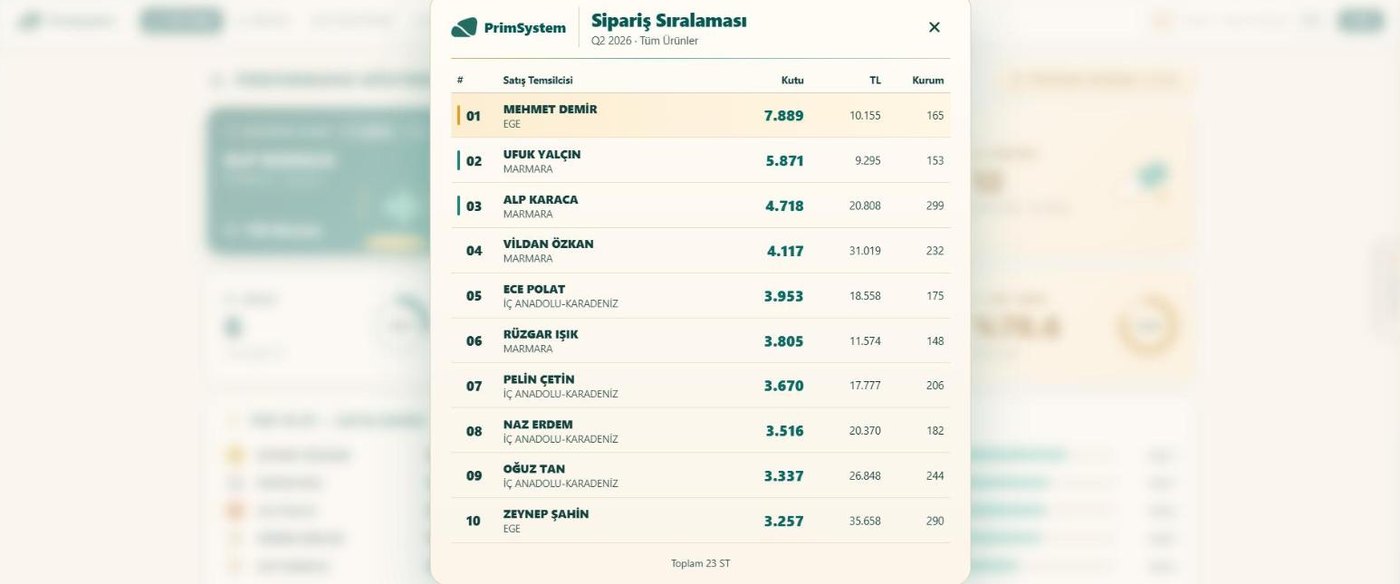 PrimSystem
Sipariş Sıralaması
Q2 2026 · Tüm Ürünler
✕
# Satış Temsilcisi Kutu TL Kurum
01 MEHMET DEMİR 7.889 10.155 165
EGE
02 UFUK YALÇIN 5.871 9.295 153
MARMARA
03 ALP KARACA 4.718 20.808 299
MARMARA
04 VİLDAN ÖZKAN 4.117 31.019 232
MARMARA
05 ECE POLAT 3.953 18.558 175
İÇ ANADOLU-KARADENİZ
06 RÜZGAR IŞIK 3.805 11.574 148
MARMARA
07 PELİN ÇETİN 3.670 17.777 206
İÇ ANADOLU-KARADENİZ
08 NAZ ERDEM 3.516 20.370 182
İÇ ANADOLU-KARADENİZ
09 OĞUZ TAN 3.337 26.848 244
İÇ ANADOLU-KARADENİZ
10 ZEYNEP ŞAHİN 3.257 35.658 290
EGE
Toplam 23 ST